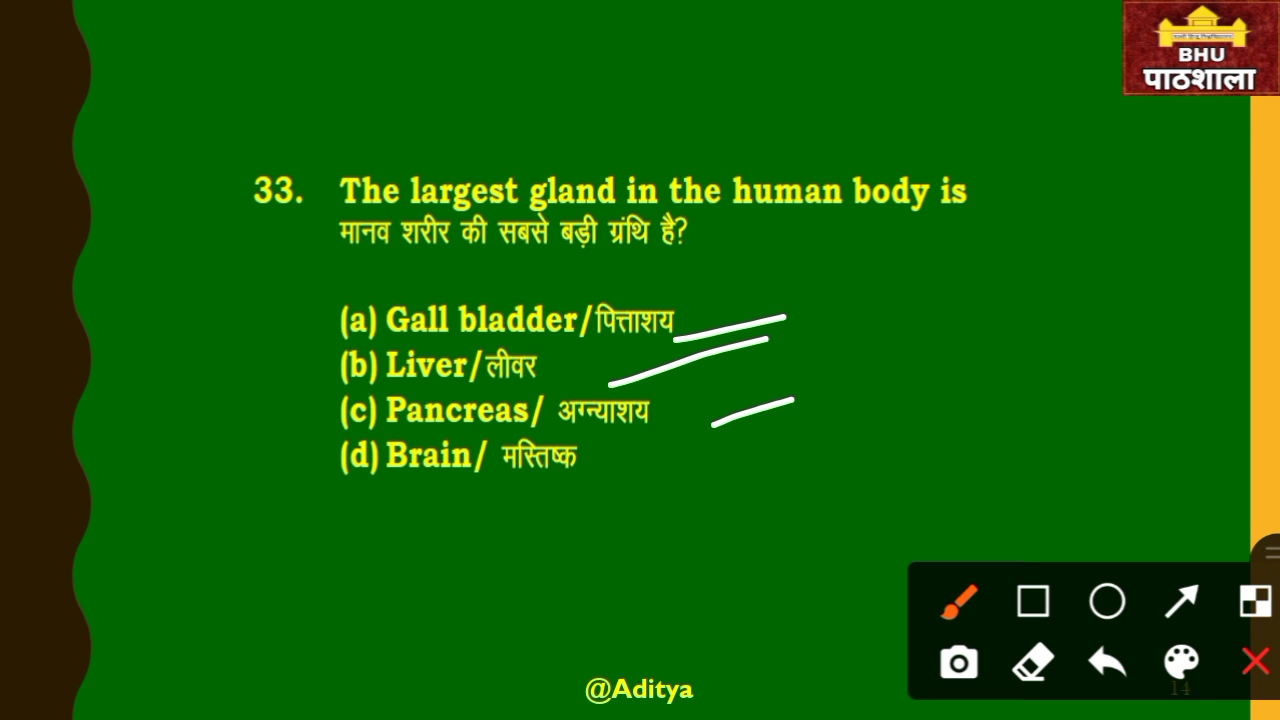 BHU
पाठशाला
33. The largest gland in the human body is
मानव शरीर की सबसे बड़ी ग्रंथि है?
(a) Gall bladder/पित्ताशय
(b) Liver/लीवर
(c) Pancreas/ अग्न्याशय
(d) Brain/ मस्तिष्क
@Aditya
14